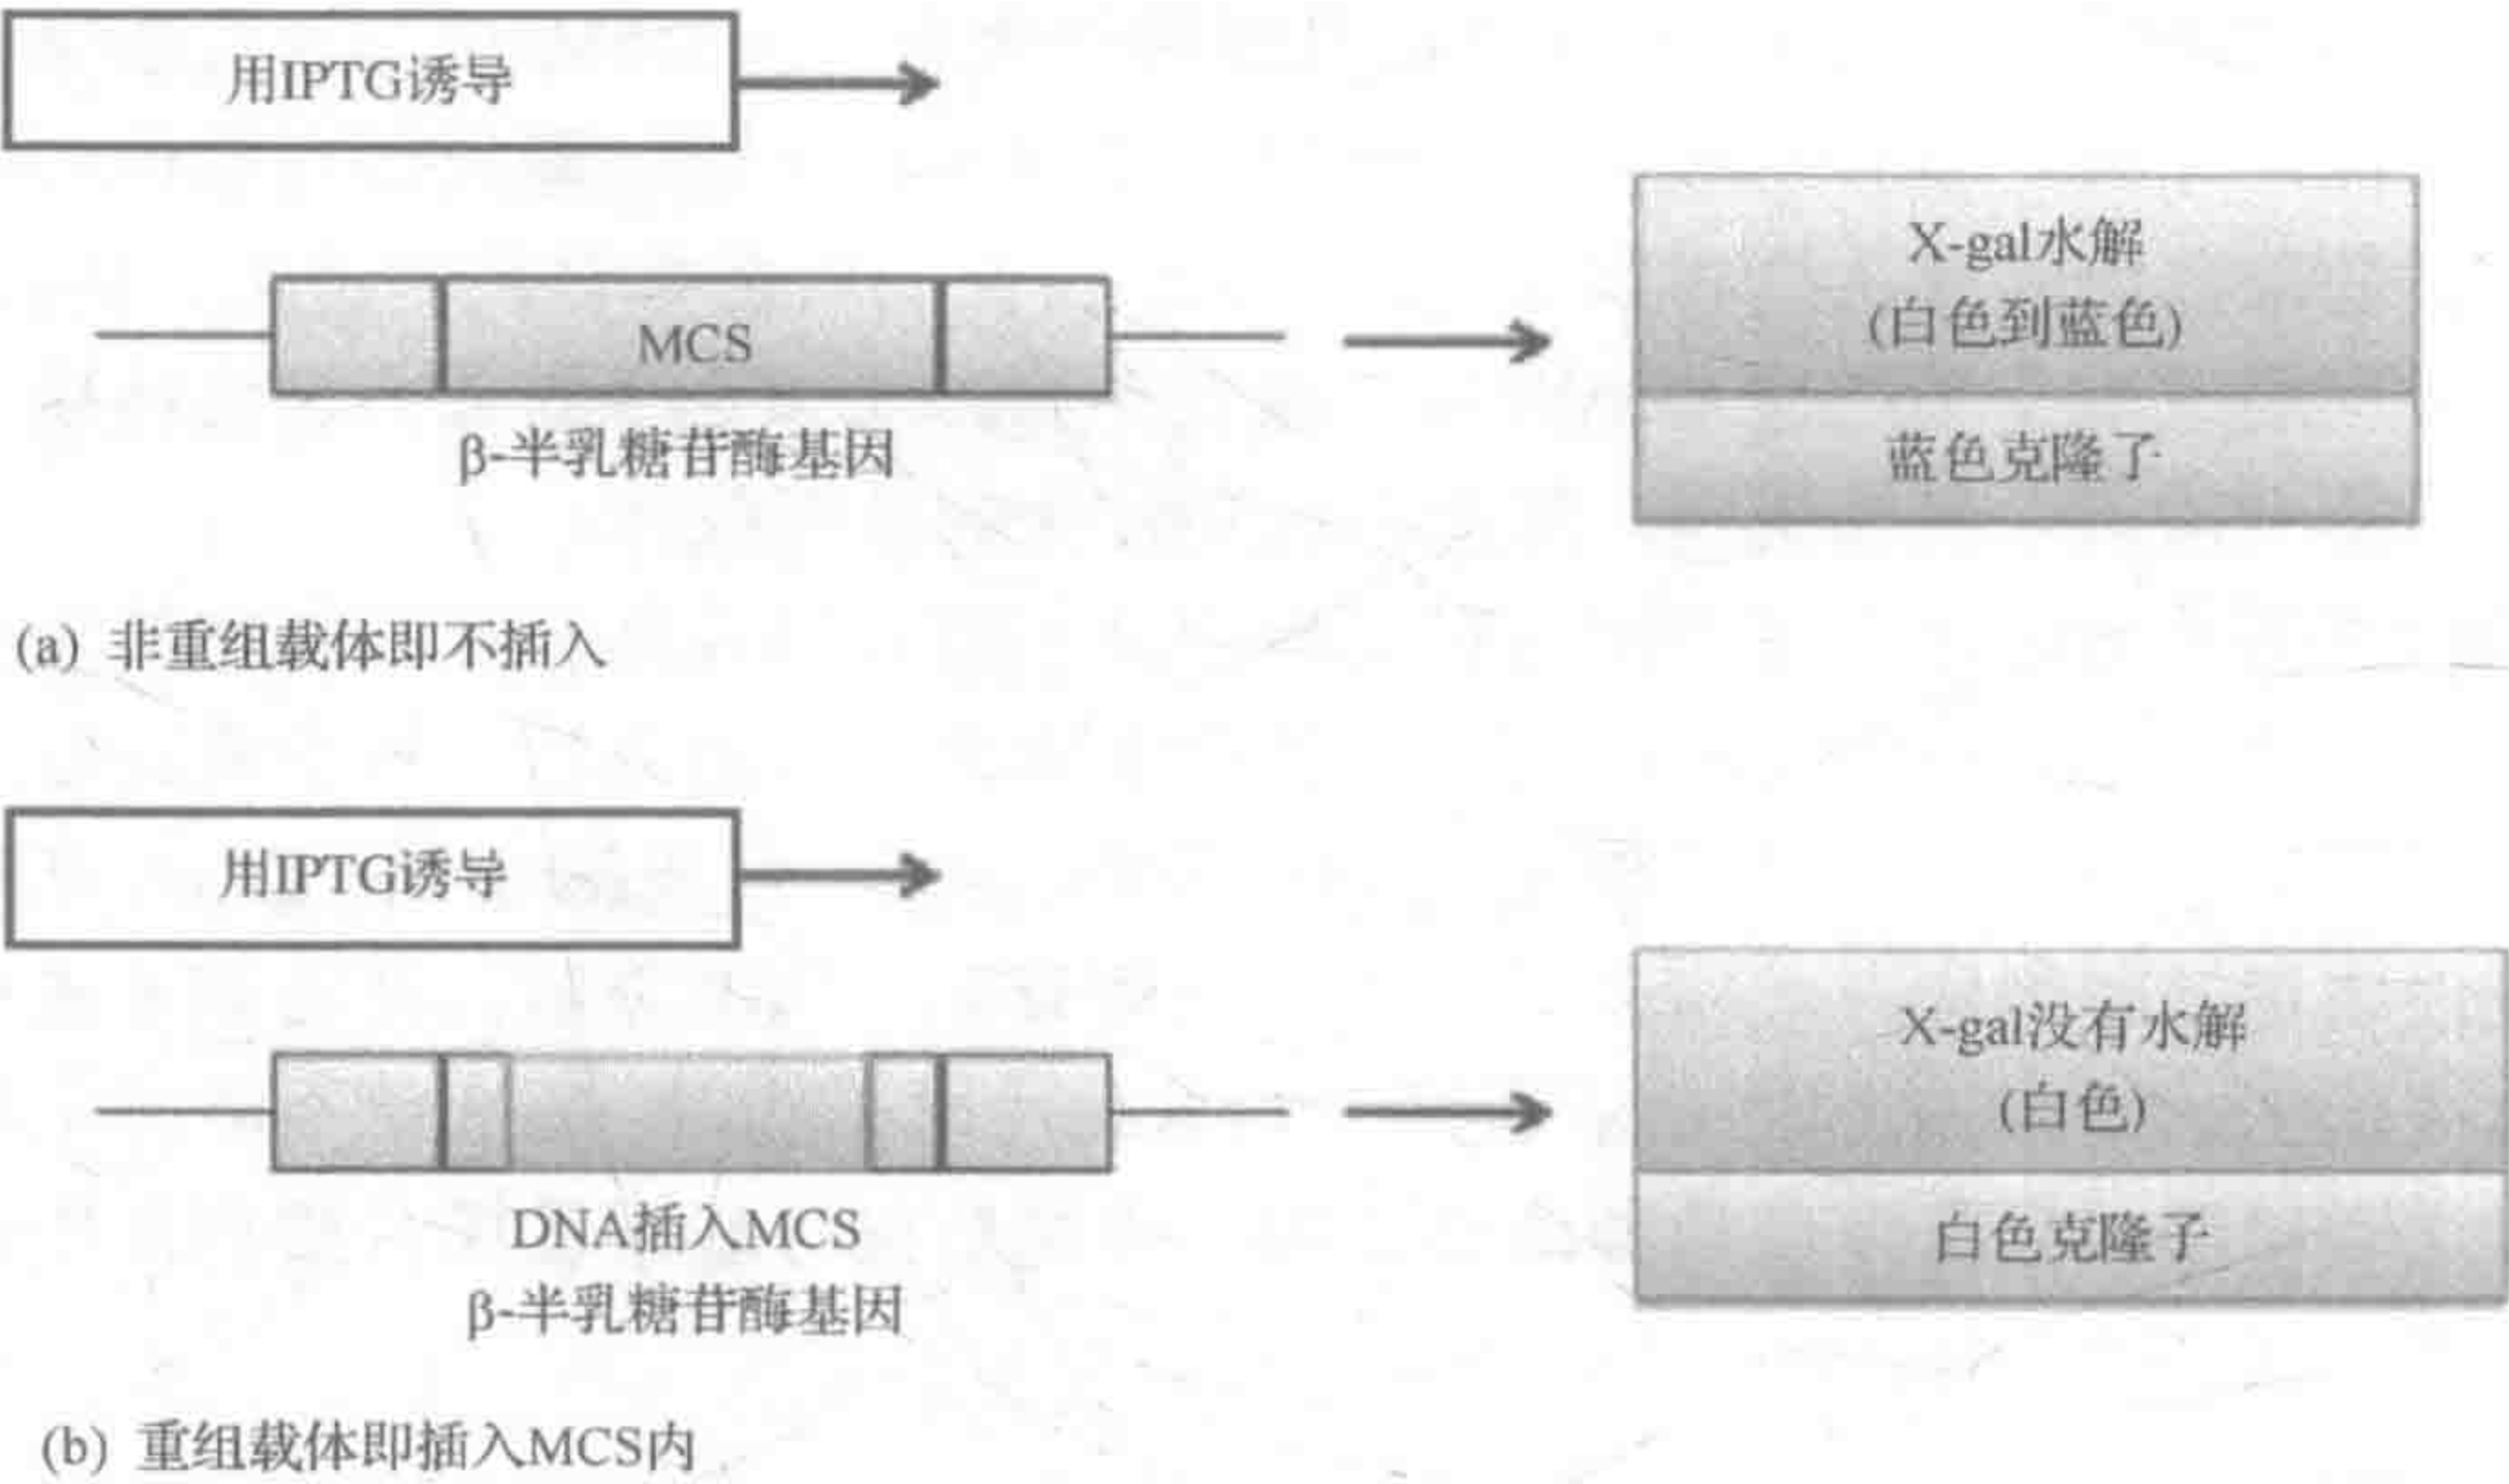 用IPTG诱导
MCS
β-半乳糖苷酶基因
X-gal水解
(白色到蓝色)
蓝色克隆子
(a) 非重组载体即不插入
用IPTG诱导
DNA插入MCS
β-半乳糖苷酶基因
X-gal没有水解
(白色)
白色克隆子
(b) 重组载体即插入MCS内